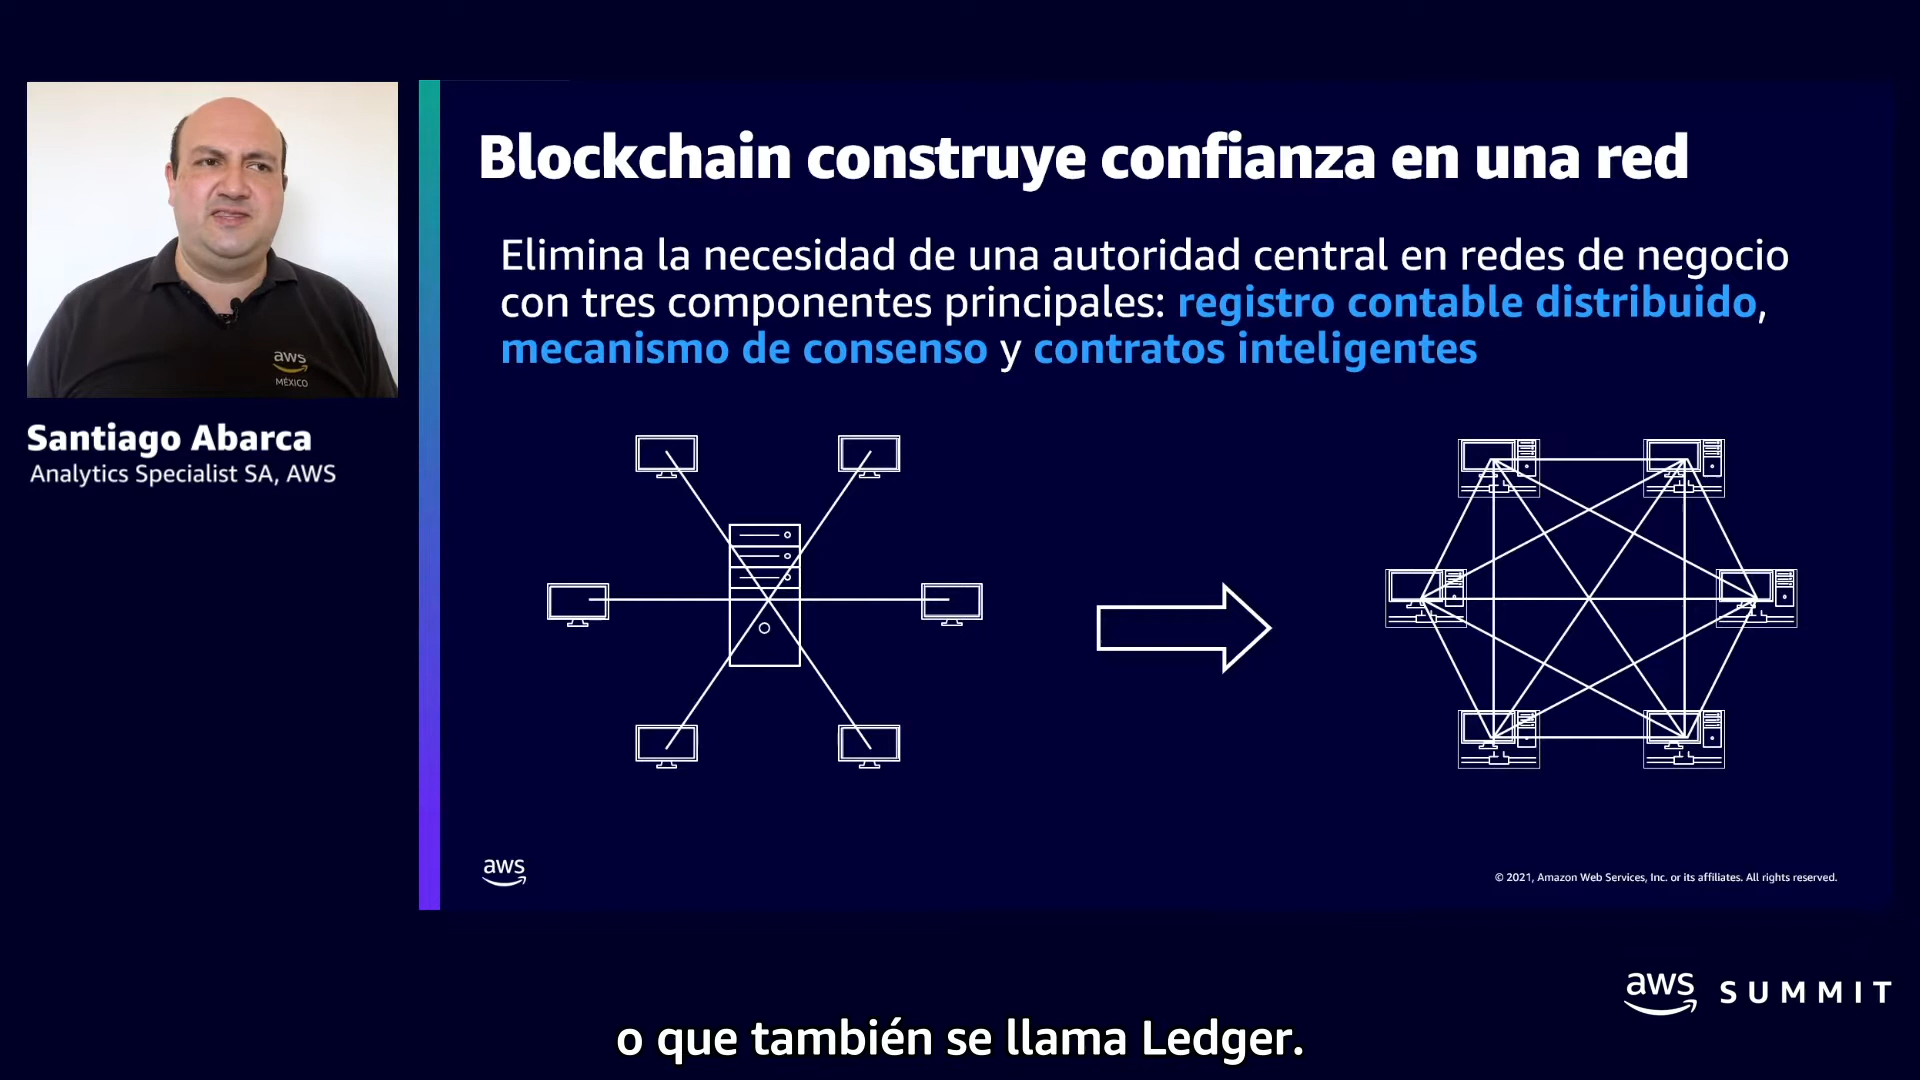 Blockchain construye confianza en una red
Elimina la necesidad de una autoridad central en redes de negocio
con tres componentes principales: registro contable distribuido,
mecanismo de consenso y contratos inteligentes
aws
MÉXICO
Santiago Abarca
Analytics Specialist SA, AWS
aws
© 2021, Amazon Web Services, Inc. or its affiliates. All rights reserved.
aws SUMMIT
o que también se llama Ledger.